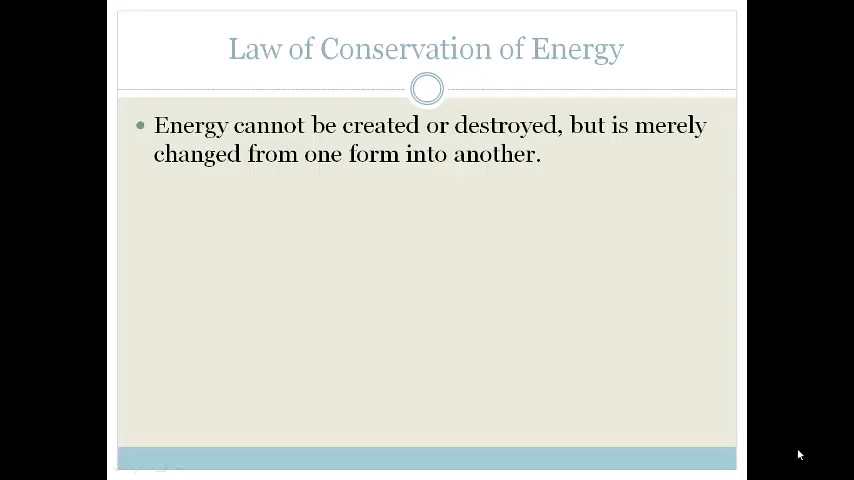 Law of Conservation of Energy
• Energy cannot be created or destroyed, but is merely
changed from one form into another.